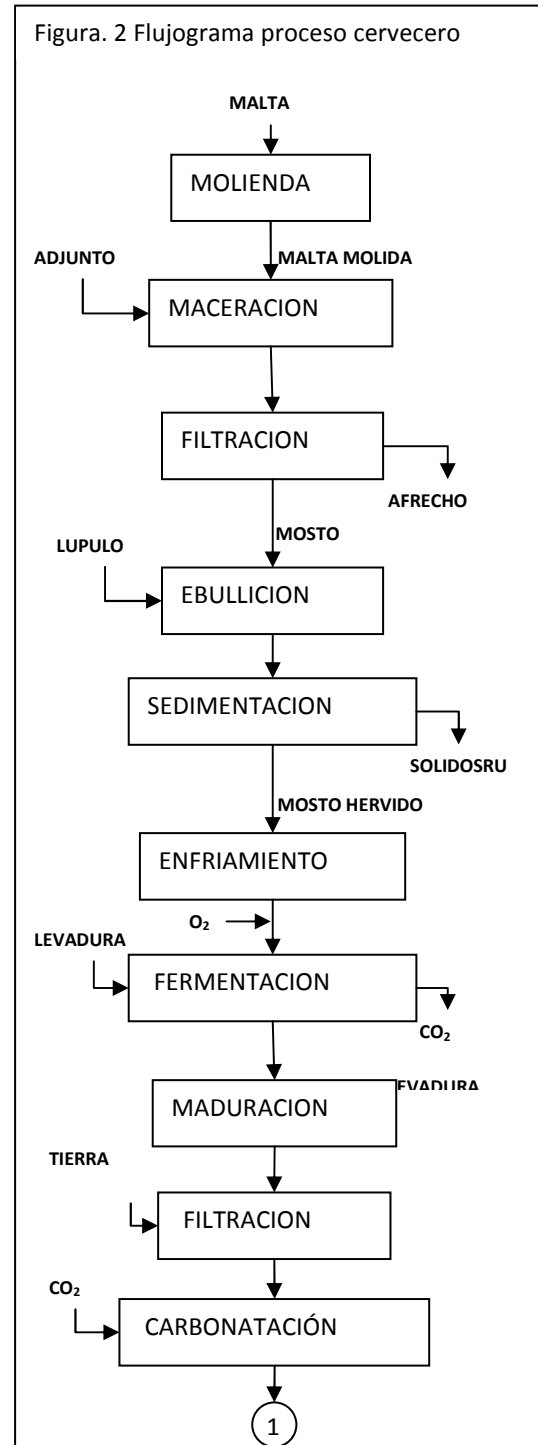 Figura. 2 Flujograma proceso cervecero
MALTA
MOLIENDA
MALTA MOLIDA
ADJUNTO
MACERACION
FILTRACION
AFRECHO
MOSTO
LUPULO
EBULLICION
SEDIMENTACION
SOLIDOSRU
MOSTO HERVIDO
ENFRIAMIENTO
O₂
LEVADURA
FERMENTACION
CO₂
EVADURA
MADURACION
TIERRA
FILTRACION
CO₂
CARBONATACIÓN
1